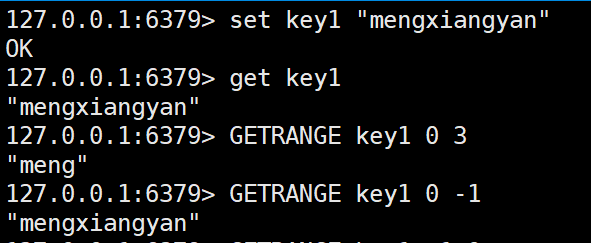 127.0.0.1:6379> set key1 "mengxiangyan"
OK
127.0.0.1:6379> get key1
"mengxiangyan"
127.0.0.1:6379> GETRANGE key1 0 3
"meng"
127.0.0.1:6379> GETRANGE key1 0 -1
"mengxiangyan"